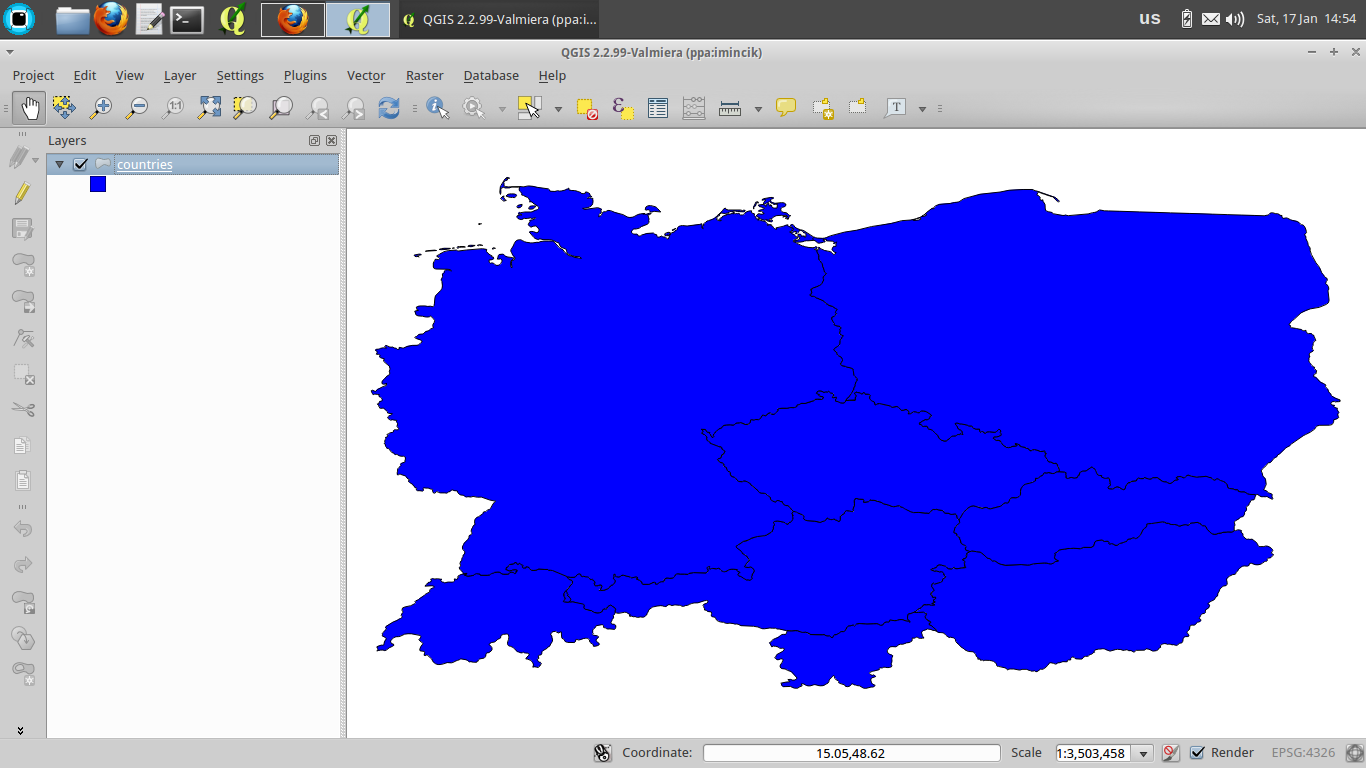 QGIS 2.2.99-Valmiera (ppa:i...
us
Sat, 17 Jan 14:54
QGIS 2.2.99-Valmiera (ppa:imincik)
Project Edit View Layer Settings Plugins Vector Raster Database Help
1:1
T
Layers
countries
Coordinate: 15.05,48.62 Scale 1:3,503,458 Render EPSG:4326